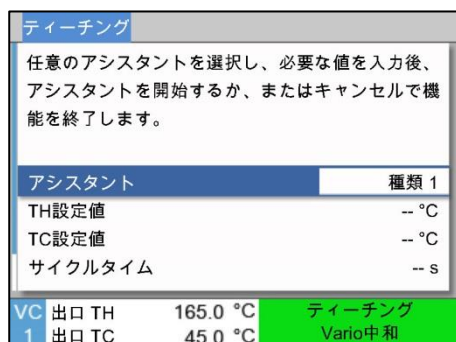 ティーチング
任意のアシスタントを選択し、必要な値を入力後、
アシスタントを開始するか、またはキャンセルで機
能を終了します。
アシスタント 種類 1
TH設定値 -- °C
TC設定値 -- °C
サイクルタイム -- s
VC 出口 TH 165.0 °C ティーチング
1 出口 TC 45.0 °C Vario中和